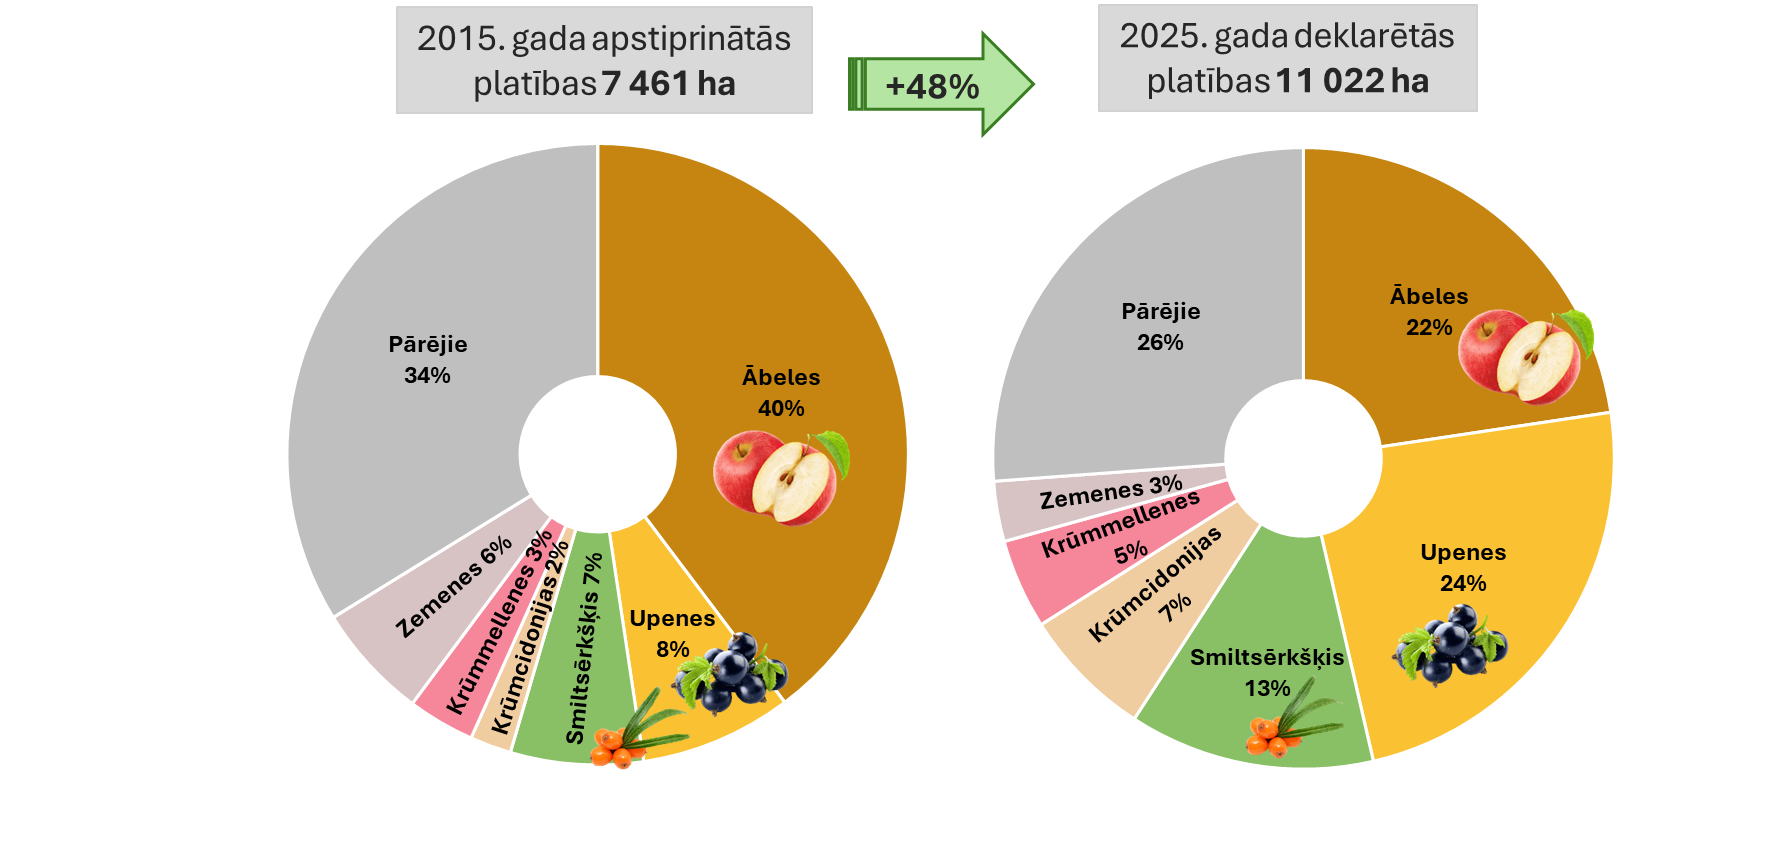 2015. gada apstiprinātās
platības 7 461 ha
+48%
2025. gada deklarētās
platības 11 022 ha
Pārējie
34%
Ābeles
40%
Zemenes 6%
Krūmmellenes 3%
Krūmcidonijas 2%
Smiltsērkšķis 7%
Upenes
8%
Pārējie
26%
Ābeles
22%
Zemenes 3%
Krūmmellenes
5%
Krūmcidonijas
7%
Smiltsērkšķis
13%
Upenes
24%